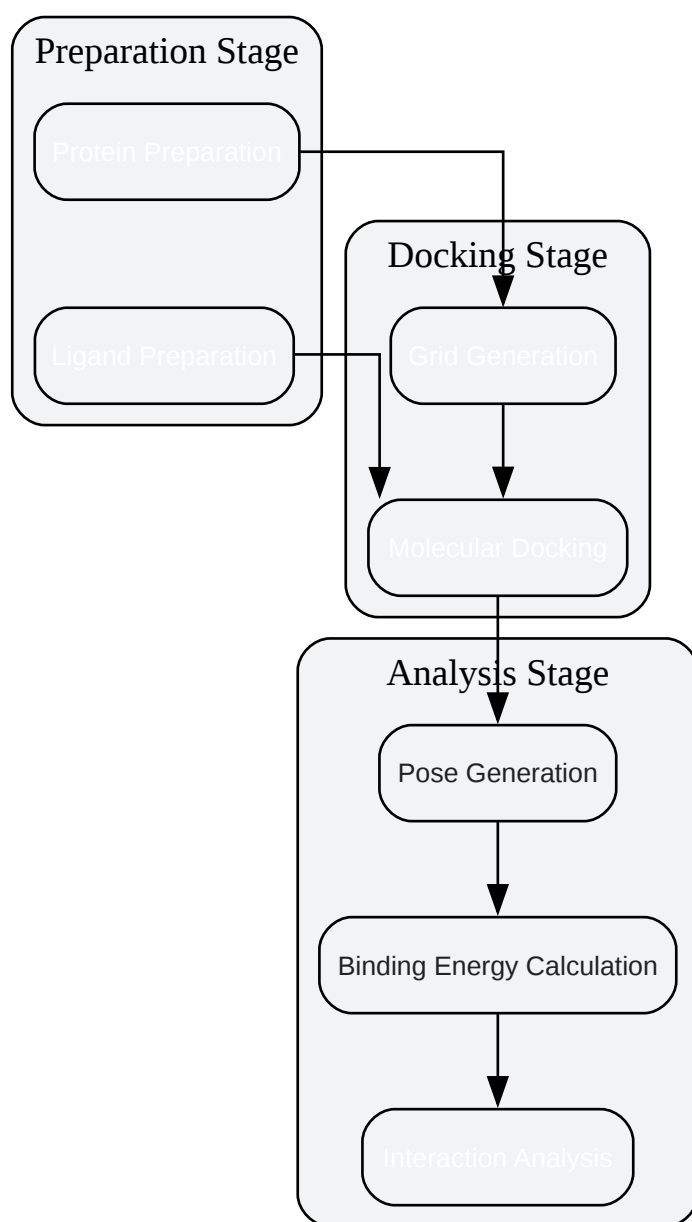 Preparation Stage
Protein Preparation
Ligand Preparation
Docking Stage
Grid Generation
Molecular Docking
Analysis Stage
Pose Generation
Binding Energy Calculation
Interaction Analysis